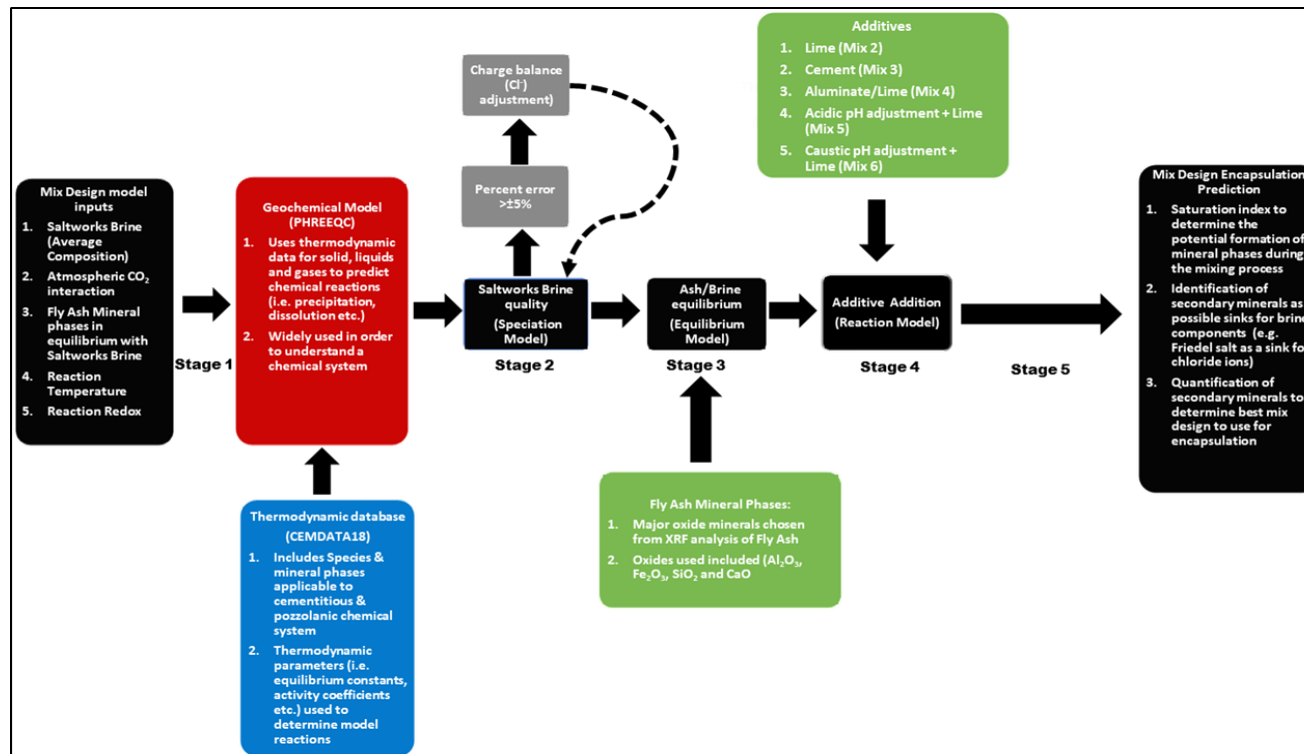 Mix Design model
inputs
1. Saltworks Brine
(Average
Composition)
2. Atmospheric CO₂
interaction
3. Fly Ash Mineral
phases in
equilibrium with
Saltworks Brine
4. Reaction
Temperature
5. Reaction Redox
Stage 1
Geochemical Model
(PHREEQC)
1. Uses thermodynamic
data for solid, liquids
and gases to predict
chemical reactions
(i.e. precipitation,
dissolution etc.)
2. Widely used in order
to understand a
chemical system
Thermodynamic database
(CEMDATA18)
1. Includes Species &
mineral phases
applicable to
cementitious &
pozzolanic chemical
system
2. Thermodynamic
parameters (i.e.
equilibrium constants,
activity coefficients
etc.) used to
determine model
reactions
Charge balance
(Cl⁻)
adjustment)
Percent error
>±5%
Saltworks Brine
quality
(Speciation
Model)
Stage 2
Ash/Brine
equilibrium
(Equilibrium
Model)
Stage 3
Fly Ash Mineral Phases:
1. Major oxide minerals chosen
from XRF analysis of Fly Ash
2. Oxides used included (Al₂O₃,
Fe₂O₃, SiO₂ and CaO
Additives
1. Lime (Mix 2)
2. Cement (Mix 3)
3. Aluminate/Lime (Mix 4)
4. Acidic pH adjustment + Lime
(Mix 5)
5. Caustic pH adjustment +
Lime (Mix 6)
Additive Addition
(Reaction Model)
Stage 4
Stage 5
Mix Design Encapsulation
Prediction
1. Saturation index to
determine the
potential formation of
mineral phases during
the mixing process
2. Identification of
secondary minerals as
possible sinks for brine
components (e.g.
Friedel salt as a sink for
chloride ions)
3. Quantification of
secondary minerals to
determine best mix
design to use for
encapsulation